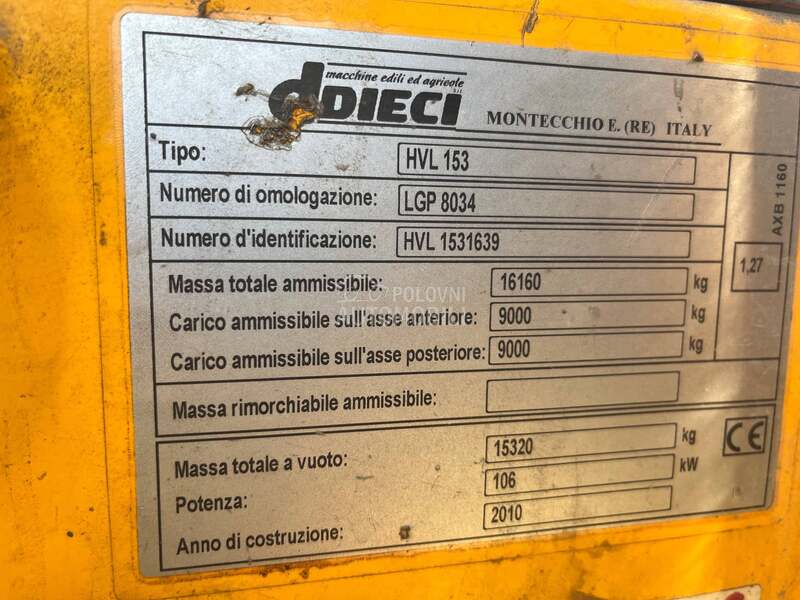 macchine edili ed agricole
DIECI srl
MONTECCHIO E. (RE) ITALY
Tipo: HVL 153
Numero di omologazione: LGP 8034
Numero d'identificazione: HVL 1531639
AXB 1160
1,27
Massa totale ammissibile: 16160 kg
POLOVNI
AUTOMOBILI
Carico ammissibile sull'asse anteriore: 9000 kg
Carico ammissibile sull'asse posteriore: 9000 kg
Massa rimorchiabile ammissibile:
CE
Massa totale a vuoto: 15320 kg
Potenza: 106 kW
Anno di costruzione: 2010